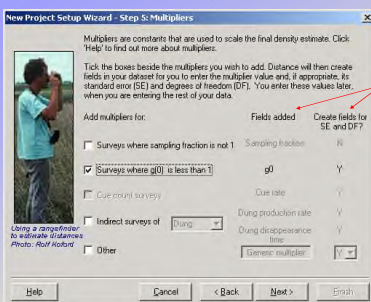 New Project Setup Wizard - Step 5: Multipliers
Multipliers are constants that are used to scale the final density estimate. Click
'Help' to find out more about multipliers.
Tick the boxes beside the multipliers you wish to add. Distance will then create
fields in your dataset for you to enter the multiplier value and, if appropriate, its
standard error (SE) and degrees of freedom (DF). You enter these values later,
when you are entering the rest of your data.
Add multipliers for:
Fields added
Create fields for
SE and DF?
Surveys where sampling fraction is not 1
Sampling fraction
N
Surveys where g(0) is less than 1
g0
Y
Cue count surveys
Cue rate
Y
Indirect surveys of
Dung
Dung production rate
Y
Dung disappearance
time
Y
Other
Generic multiplier
Y
Using a rangefinder
to estimate distances
Photo: Rolf Koford
Help
Cancel
< Back
Next >
Finish